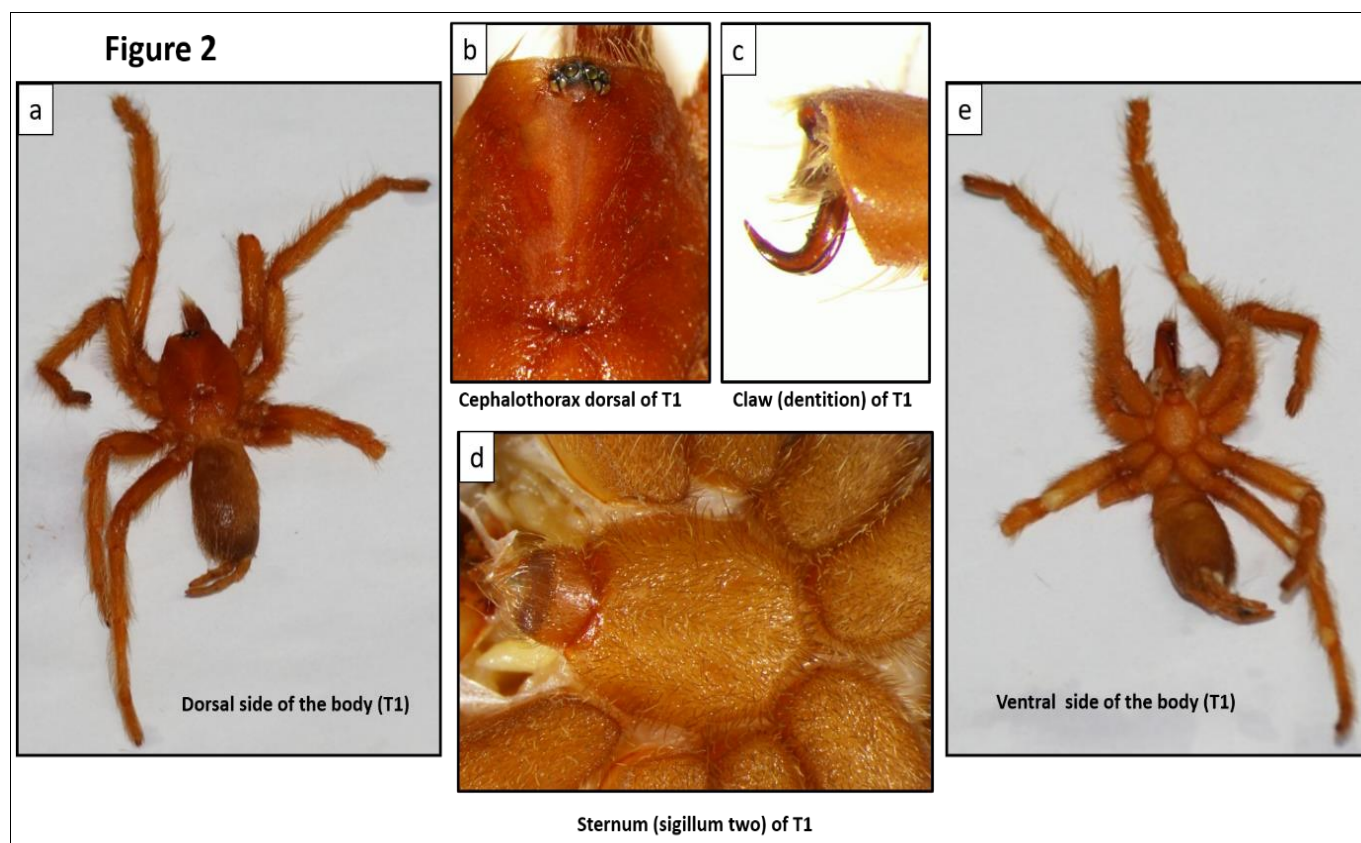 Figure 2
a
b
c
e
Cephalothorax dorsal of T1
Claw (dentition) of T1
d
Dorsal side of the body (T1)
Ventral side of the body (T1)
Sternum (sigillum two) of T1